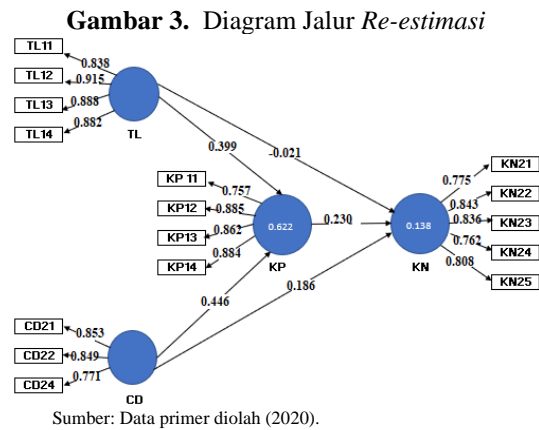 Gambar 3. Diagram Jalur Re-estimasi
TL11
0.838
TL12
0.915
TL13
0.888
TL14
0.882
TL
0.399
-0.021
KP 11
0.757
KP12
0.885
KP13
0.862
KP14
0.884
0.622
KP
0.230
0.138
KN
0.775
KN21
0.843
KN22
0.836
KN23
0.762
KN24
0.808
KN25
0.446
0.186
CD21
0.853
CD22
0.849
CD24
0.771
CD
Sumber: Data primer diolah (2020).